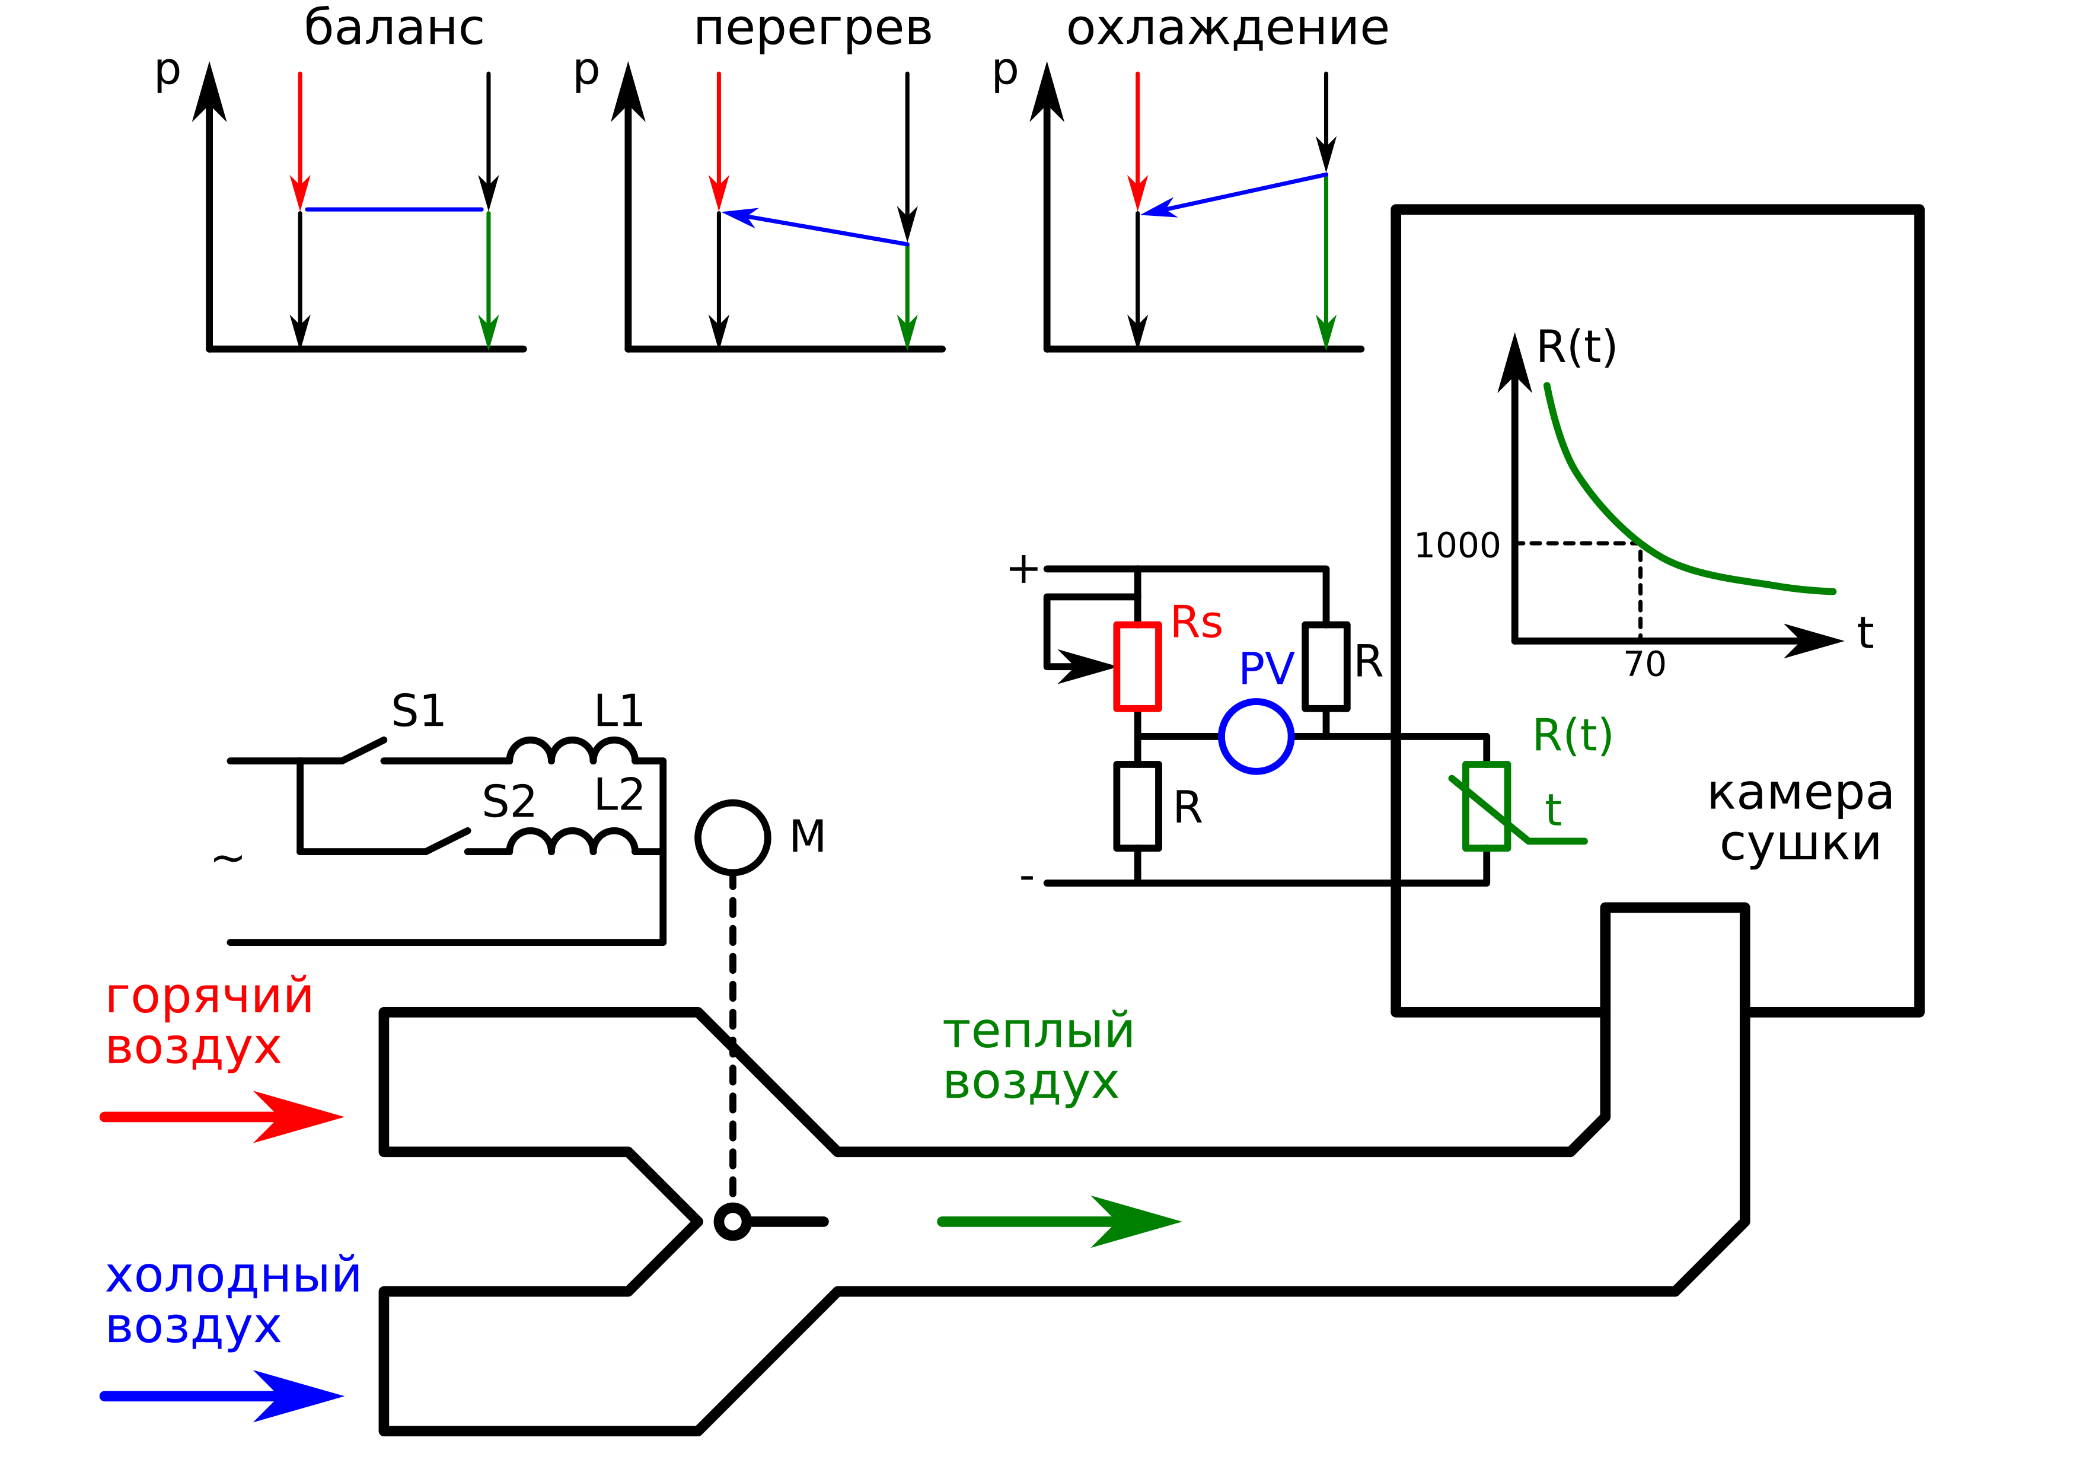 баланс
перегрев
охлаждение
p
p
p
R(t)
1000
70
t
+
Rs
PV
R
R
-
R(t)
t
камера
сушки
S1
L1
S2
L2
~
M
горячий
воздух
теплый
воздух
холодный
воздух